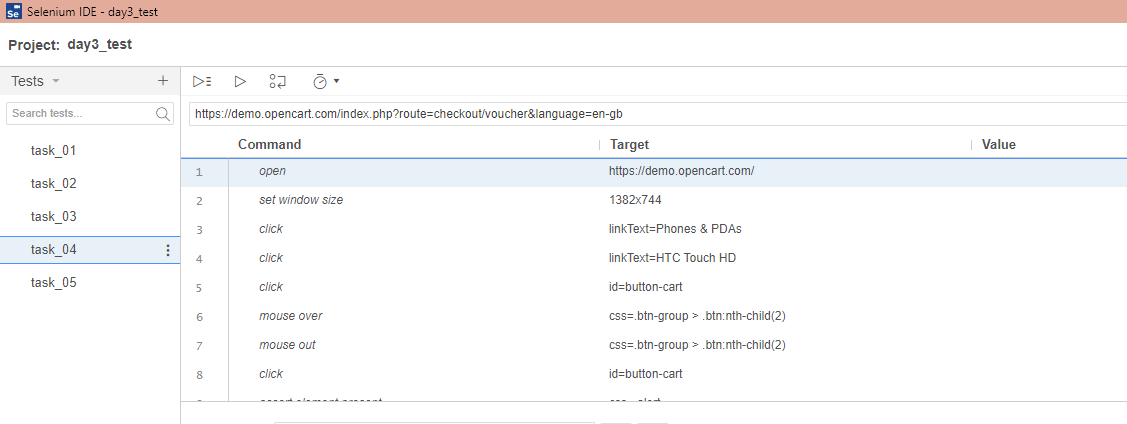 Se Selenium IDE - day3_test
Project: day3_test
Tests
Search tests...
task_01
task_02
task_03
task_04
task_05
https://demo.opencart.com/index.php?route=checkout/voucher&language=en-gb
Command Target Value
1 open https://demo.opencart.com/
2 set window size 1382x744
3 click linkText=Phones & PDAs
4 click linkText=HTC Touch HD
5 click id=button-cart
6 mouse over css=.btn-group > .btn:nth-child(2)
7 mouse out css=.btn-group > .btn:nth-child(2)
8 click id=button-cart